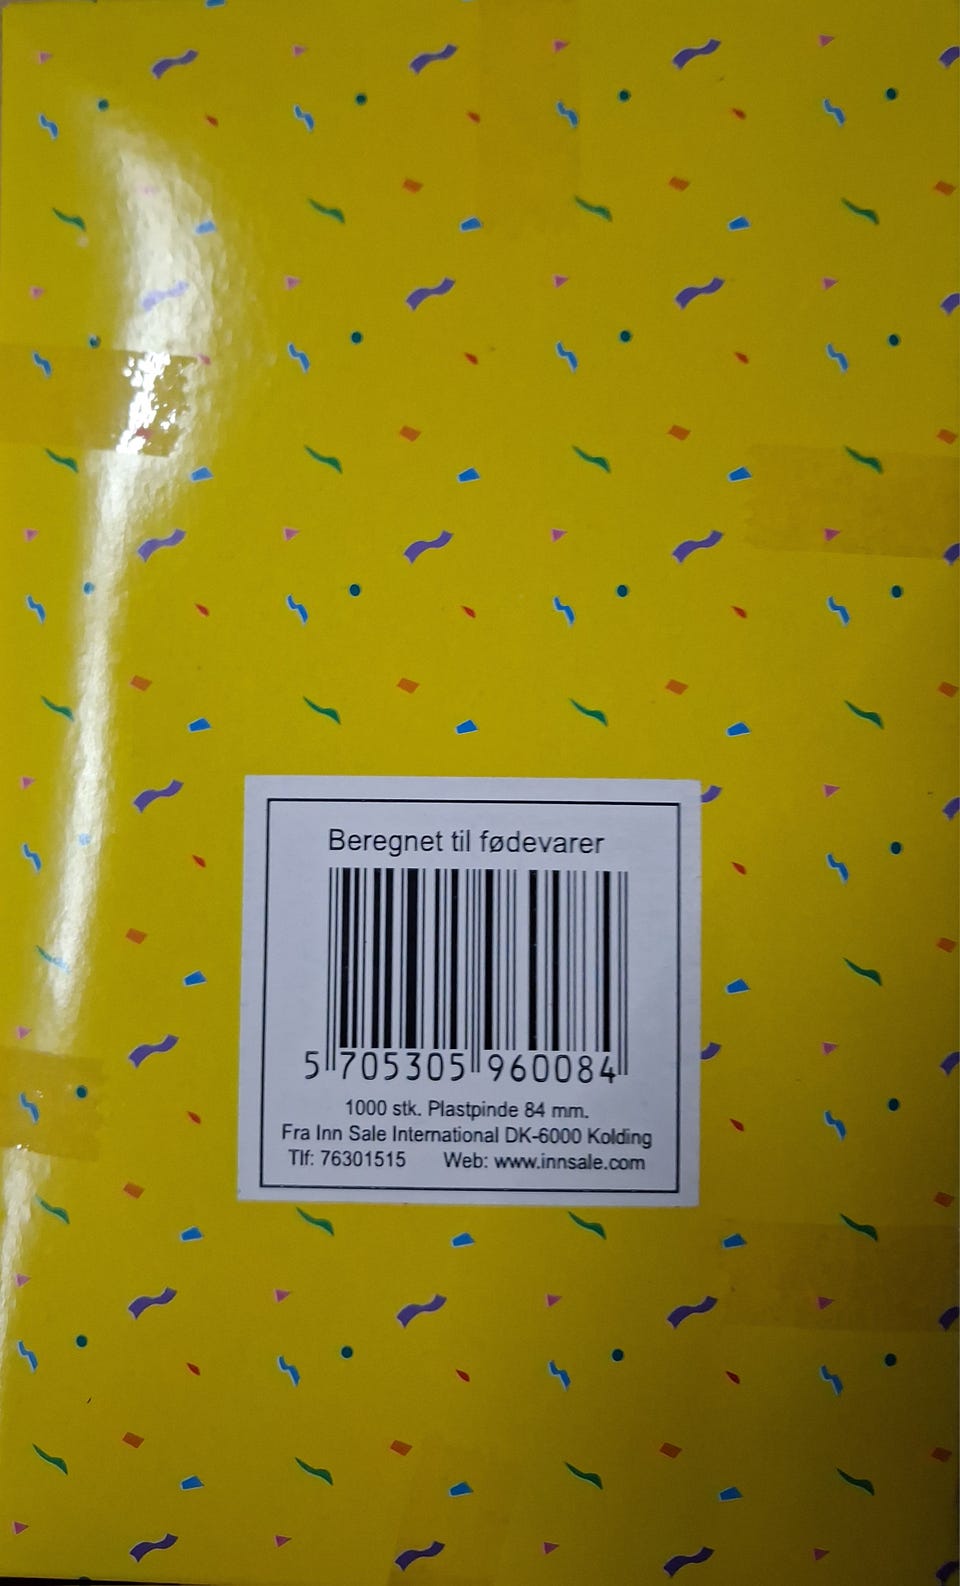 Beregnet til fødevarer
5 705305 960084
1000 stk. Plastpinde 84 mm.
Fra Inn Sale International DK-6000 Kolding
Tlf: 76301515 Web: www.innsale.com